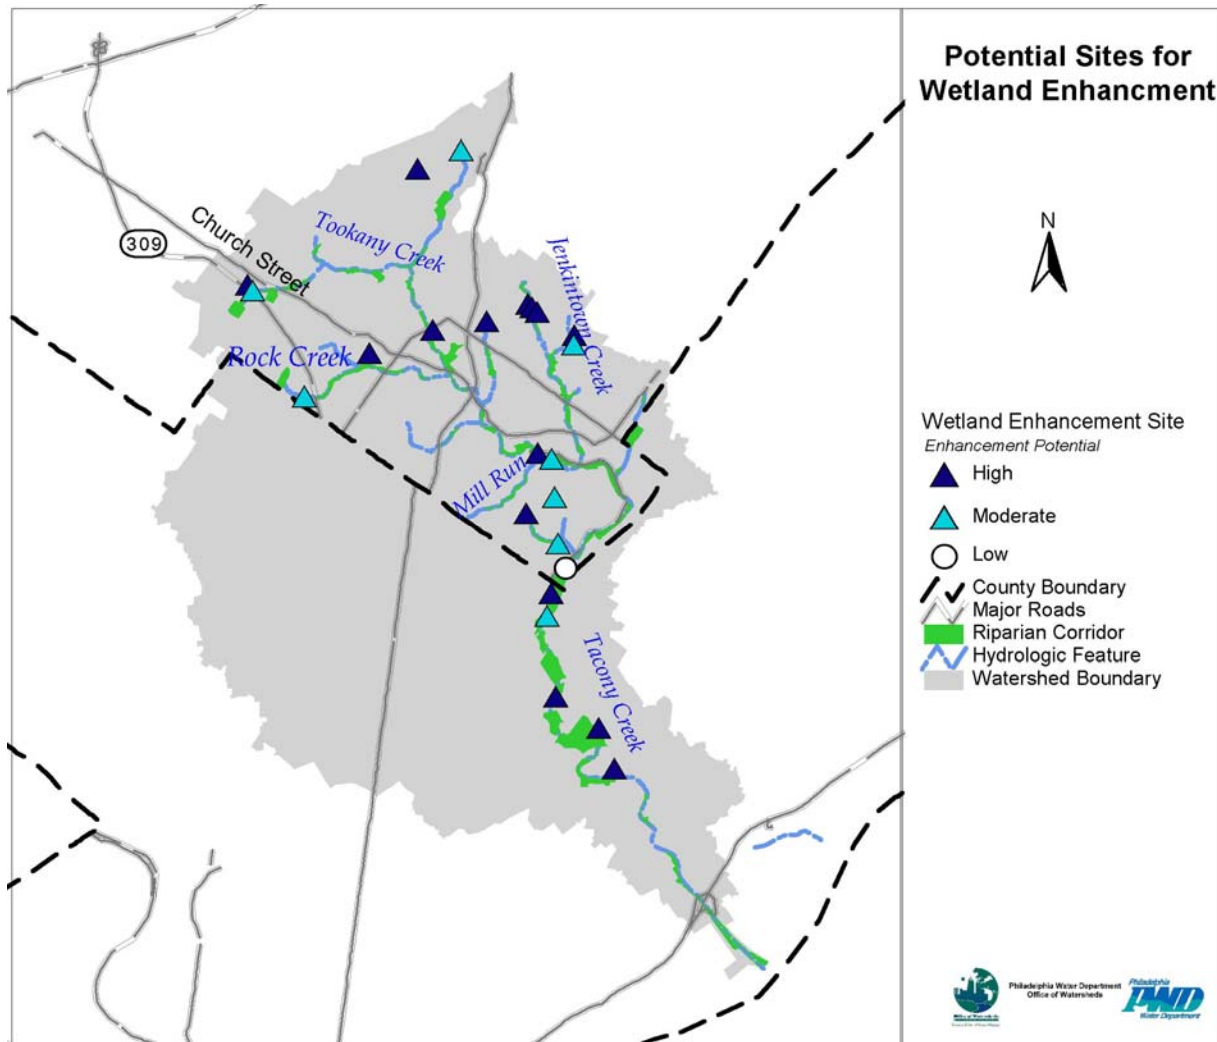 Potential Sites for
Wetland Enhancment
N
309
Church Street
Tookany Creek
Jenkintown Creek
Rock Creek
Mill Run
Tacony Creek
Wetland Enhancement Site
Enhancement Potential
High
Moderate
Low
County Boundary
Major Roads
Riparian Corridor
Hydrologic Feature
Watershed Boundary
Philadelphia Water Department
Office of Watersheds
Philadelphia
PWD
Water Department